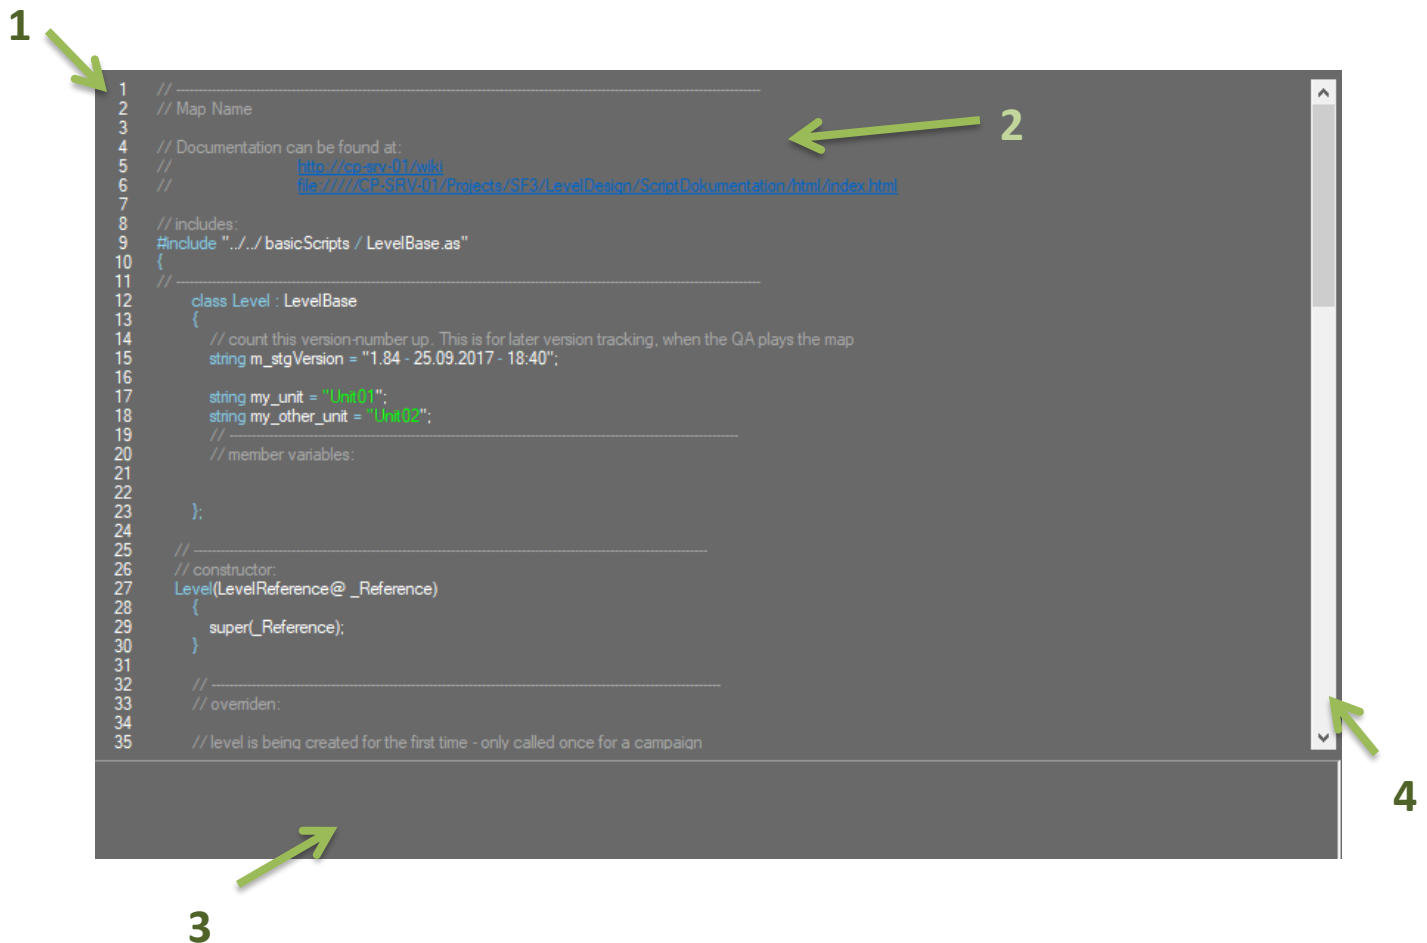 1
1 // ------------------------------------------------------------
2 // Map Name
2
3
4 // Documentation can be found at:
5 // http://cp-srv-01/wiki
6 // file://///CP-SRV-01/Projects/SF3/LevelDesign/ScriptDokumentation/html/index.html
7
8 // includes:
9 #include "../../ basicScripts / LevelBase.as"
10 {
11 // ------------------------------------------------------------
12 class Level : LevelBase
13 {
14 // count this version-number up. This is for later version tracking, when the QA plays the map
15 string m_stgVersion = "1.84 - 25.09.2017 - 18:40";
16
17 string my_unit = "Unit01";
18 string my_other_unit = "Unit02";
19 // ------------------------------------------------------------
20 // member variables:
21
22
23 };
24
25 // ------------------------------------------------------------
26 // constructor:
27 Level(LevelReference@ _Reference)
28 {
29 super(_Reference);
30 }
31
32 // ------------------------------------------------------------
33 // overriden:
34
35 // level is being created for the first time - only called once for a campaign
4
3